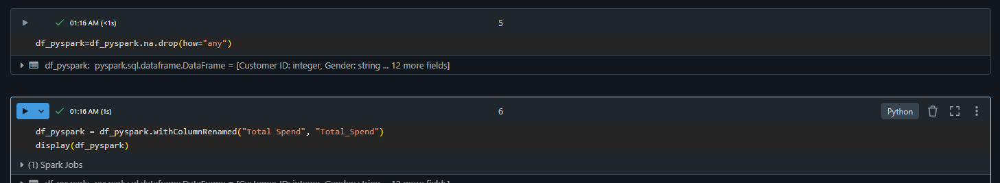 01:16 AM (<1s)
5
df_pyspark=df_pyspark.na.drop(how="any")
df_pyspark: pyspark.sql.dataframe.DataFrame = [Customer ID: integer, Gender: string ... 12 more fields]
01:16 AM (1s)
6
Python
df_pyspark = df_pyspark.withColumnRenamed("Total Spend", "Total_Spend")
display(df_pyspark)
(1) Spark Jobs